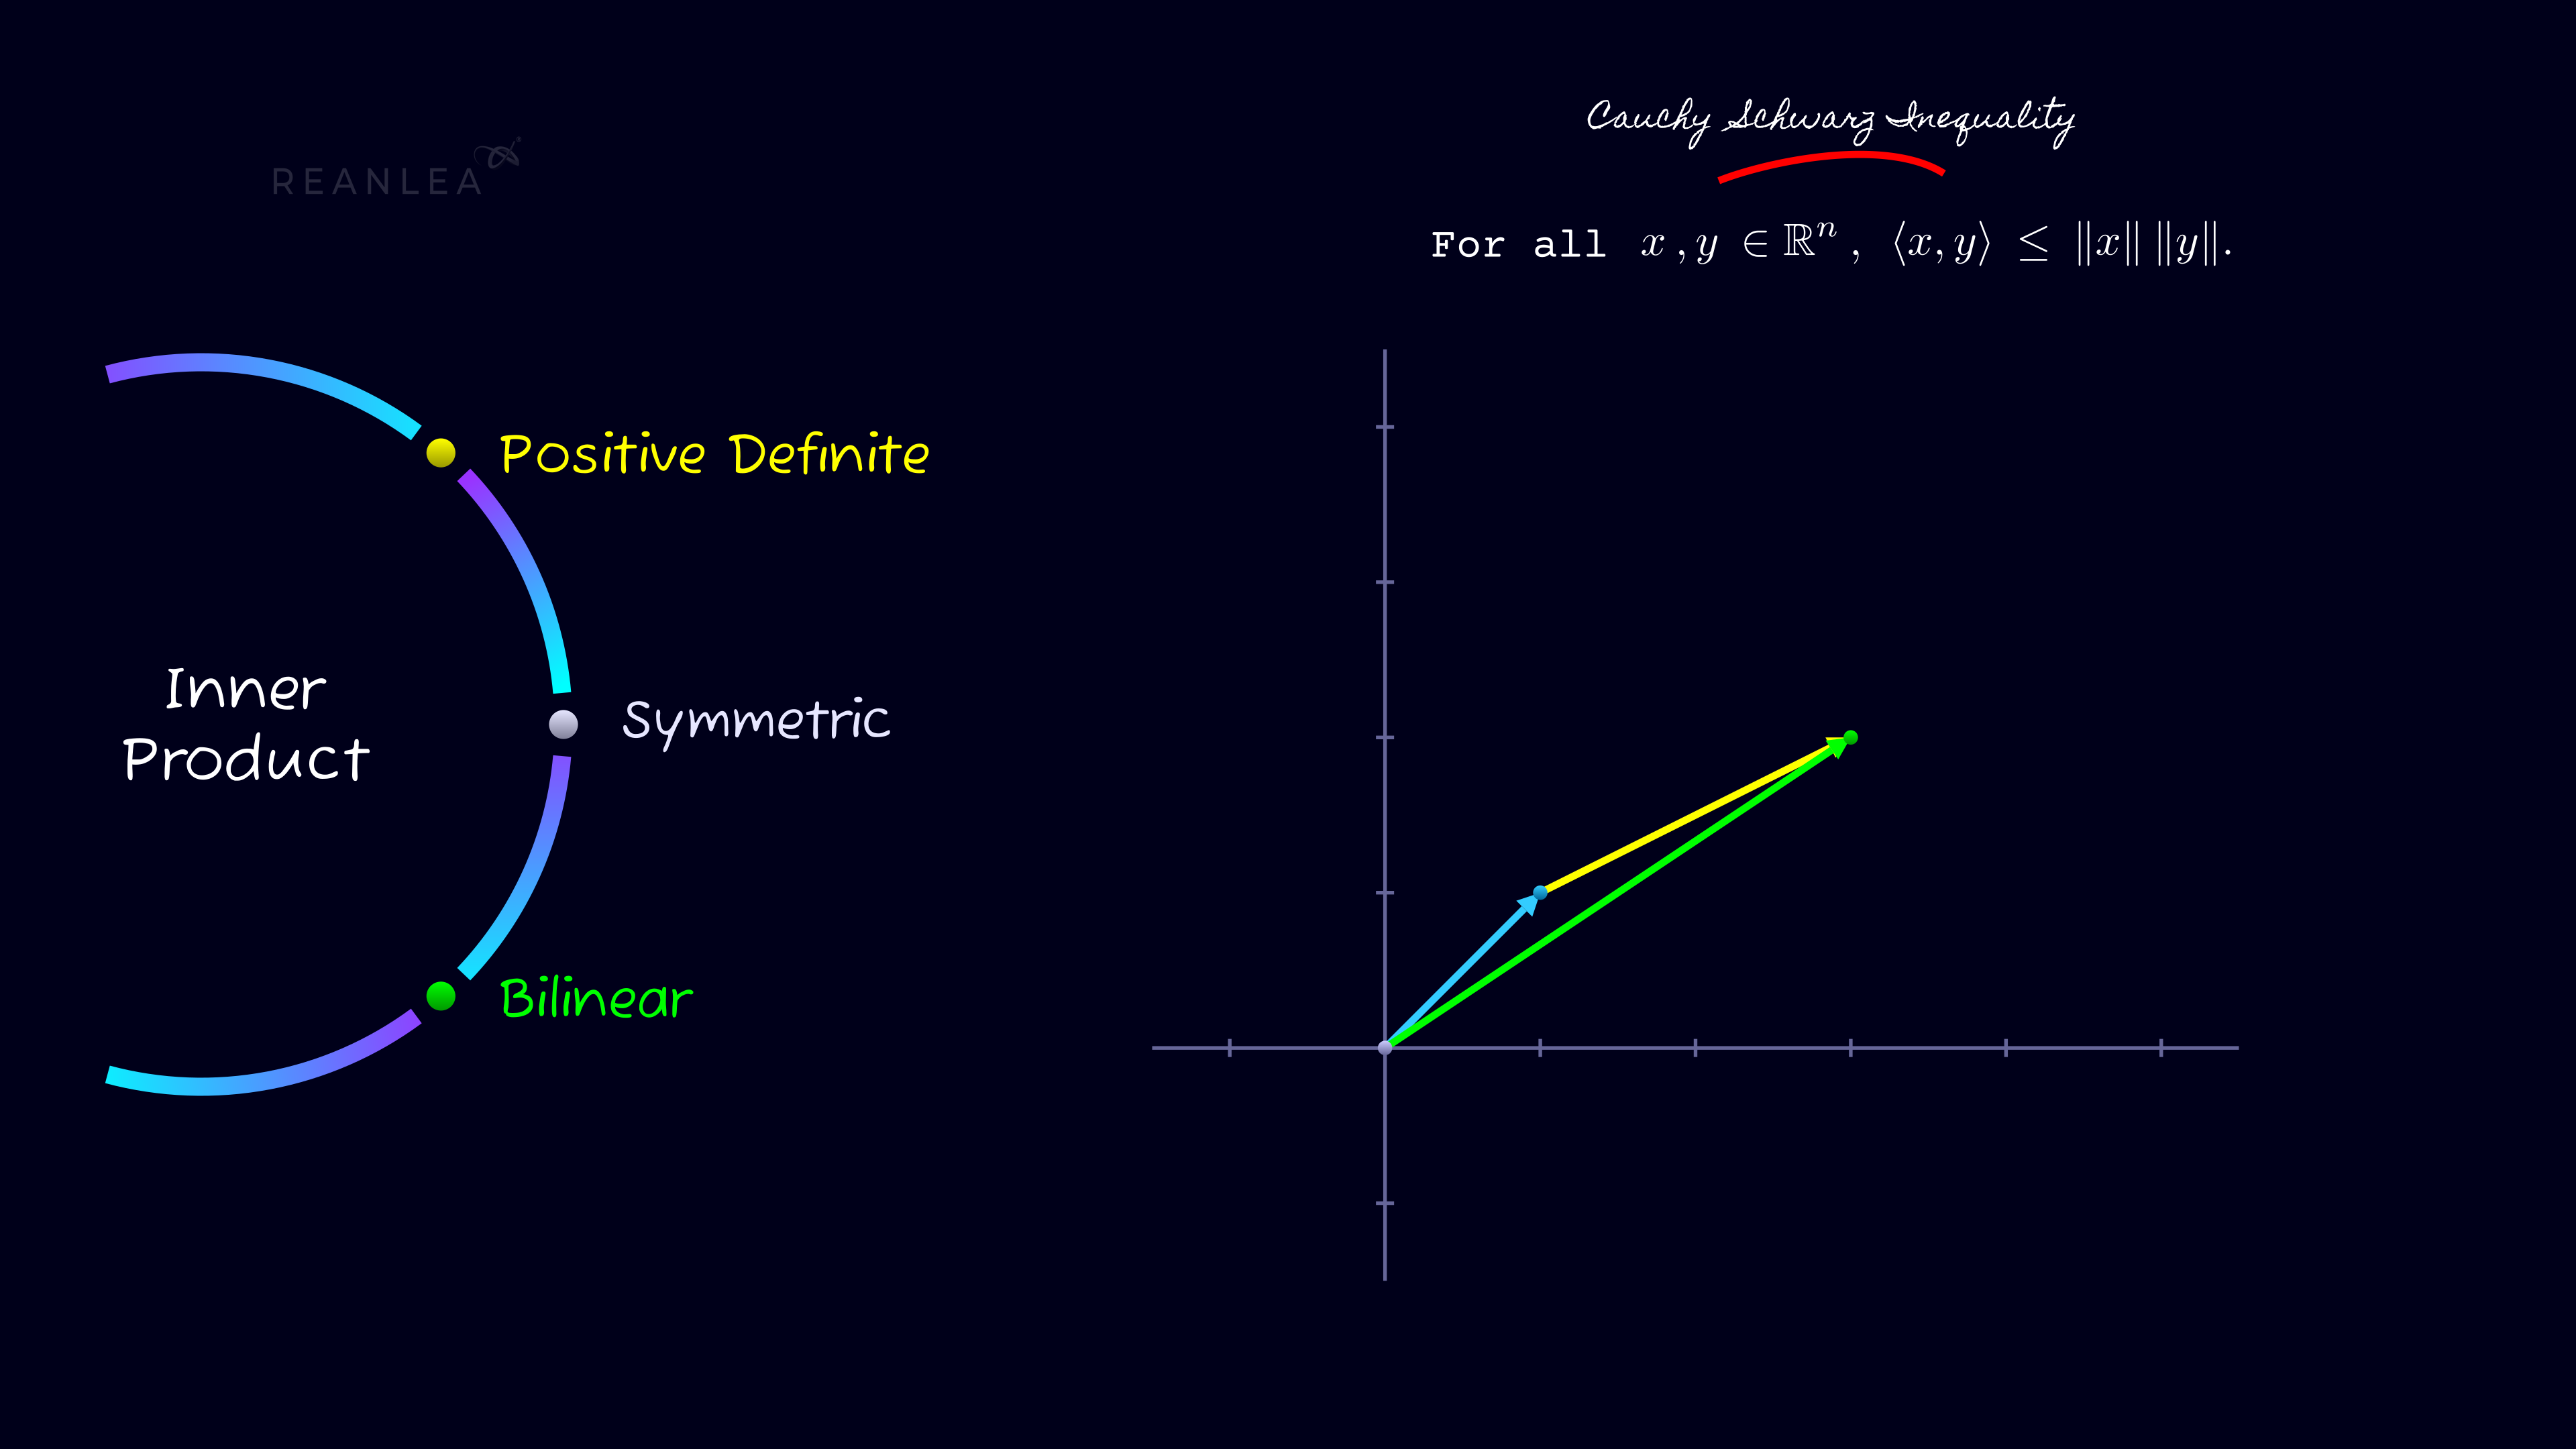 REANLEA
Cauchy Schwarz Inequality
For all x , y ∈ ℝⁿ , ⟨x, y⟩ ≤ ‖x‖ ‖y‖.
Positive Definite
Inner
Product
Symmetric
Bilinear